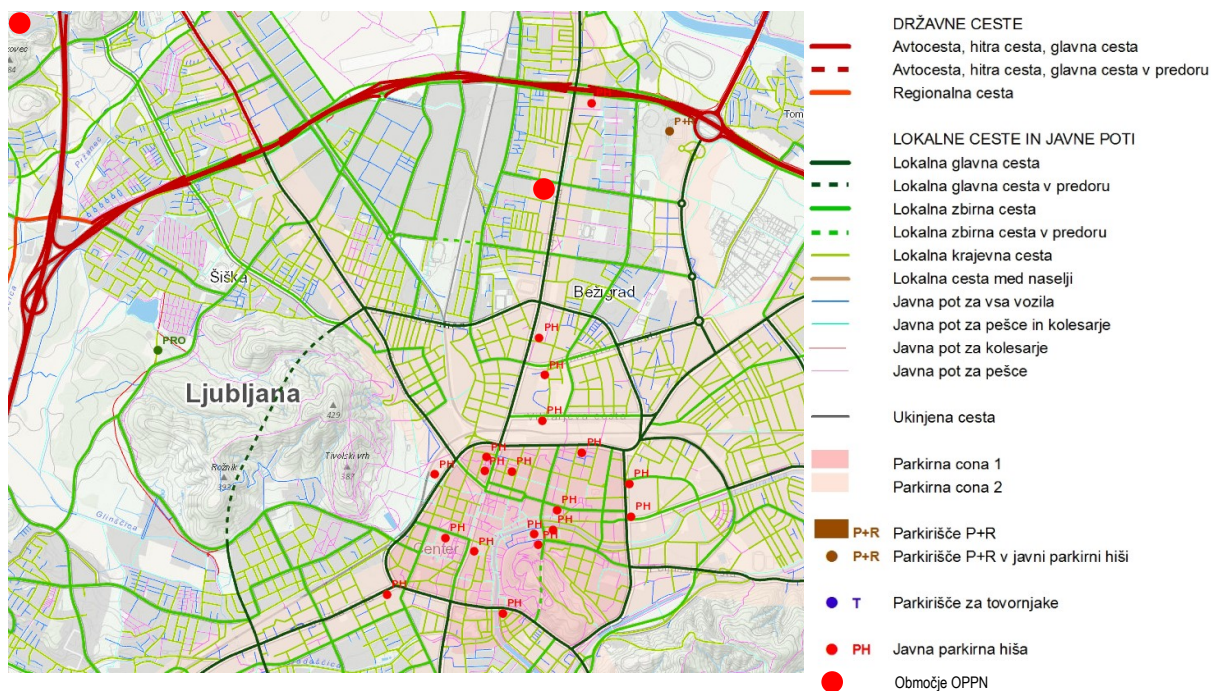 P+R
Tom
Pržanec
Šiška
Bežigrad
PH
PRO
PH
Ljubljana
429
PH
Tivolski vrh
387
Rožnik
PH
PH
PH
PH
PH
PH
PH
PH
Glinščica
PH
PH
PH
PH
PH
Center
PH
PH
DRŽAVNE CESTE
Avtocesta, hitra cesta, glavna cesta
Avtocesta, hitra cesta, glavna cesta v predoru
Regionalna cesta
LOKALNE CESTE IN JAVNE POTI
Lokalna glavna cesta
Lokalna glavna cesta v predoru
Lokalna zbirna cesta
Lokalna zbirna cesta v predoru
Lokalna krajevna cesta
Lokalna cesta med naselji
Javna pot za vsa vozila
Javna pot za pešce in kolesarje
Javna pot za kolesarje
Javna pot za pešce
Ukinjena cesta
Parkirna cona 1
Parkirna cona 2
P+R Parkirišče P+R
P+R Parkirišče P+R v javni parkirni hiši
T Parkirišče za tovornjake
PH Javna parkirna hiša
Območje OPPN